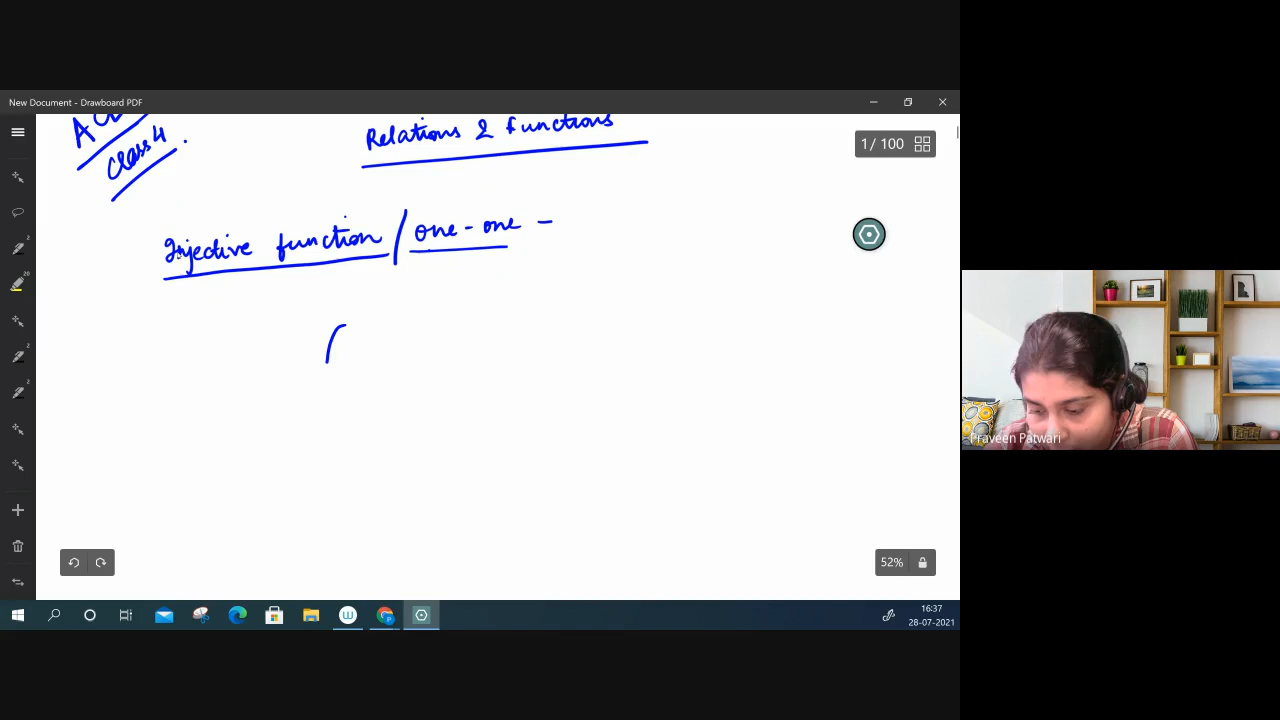 New Document - Drawboard PDF
Class 4.
Relations & functions
1 / 100
Injective function / one - one -
Praveen Patwari
52%
16:37
28-07-2021